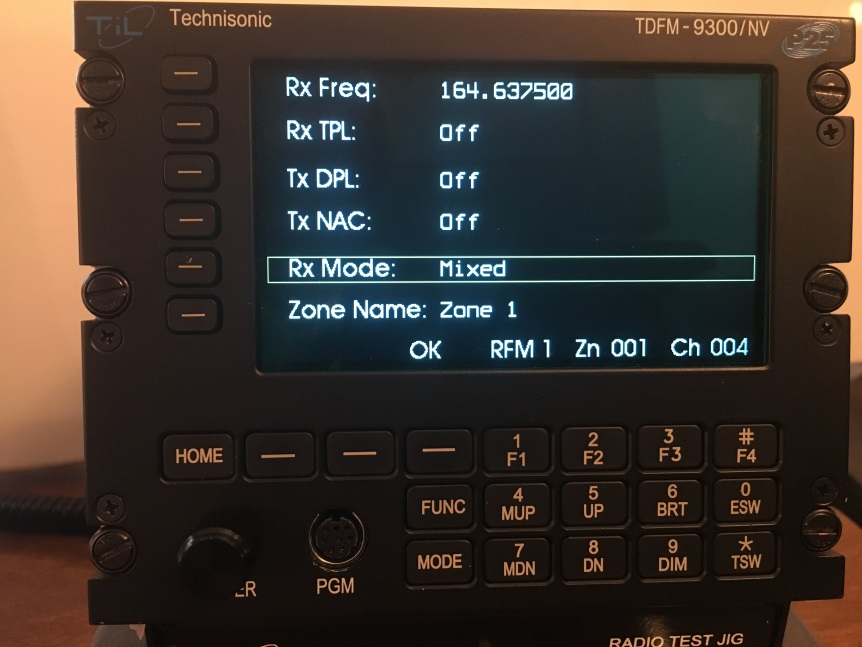 TiL Technisonic TDFM-9300/NV P25
Rx Freq: 164.637500
Rx TPL: Off
Tx DPL: Off
Tx NAC: Off
Rx Mode: Mixed
Zone Name: Zone 1
OK RFM 1 Zn 001 Ch 004
HOME 1 2 3 #
F1 F2 F3 F4
FUNC 4 5 6 0
MUP UP BRT ESW
MODE 7 8 9 *
MDN DN DIM TSW
ER PGM
RADIO TEST JIG